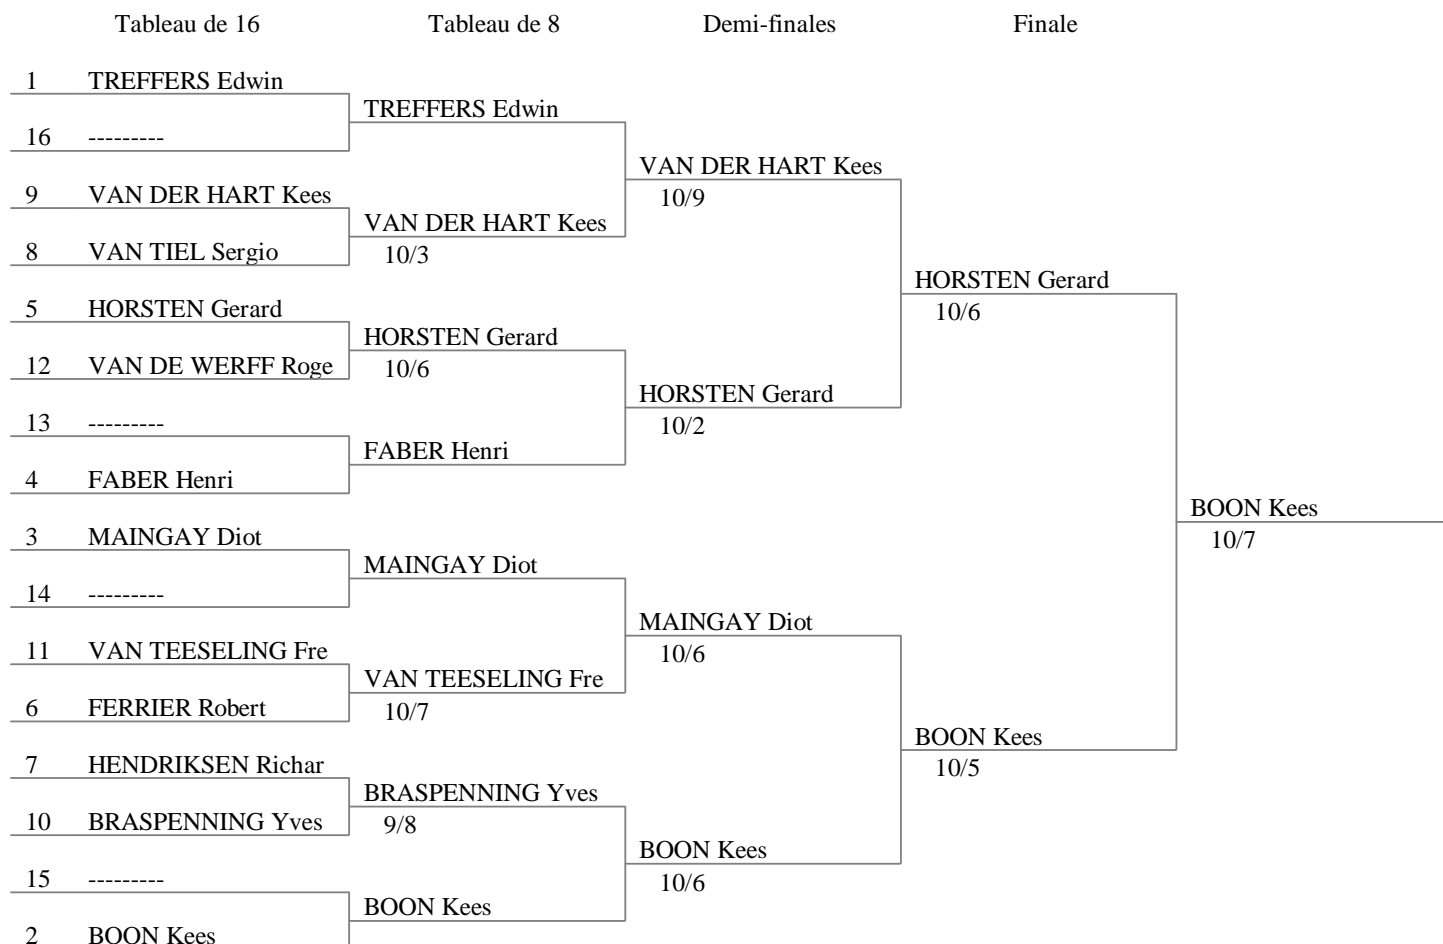 Tableau de 16 Tableau de 8 Demi-finales Finale
1 TREFFERS Edwin
TREFFERS Edwin
16 ---------
VAN DER HART Kees
10/9
9 VAN DER HART Kees
VAN DER HART Kees
10/3
8 VAN TIEL Sergio
HORSTEN Gerard
10/6
5 HORSTEN Gerard
HORSTEN Gerard
10/6
12 VAN DE WERFF Roge
HORSTEN Gerard
10/2
13 ---------
FABER Henri
4 FABER Henri
BOON Kees
10/7
3 MAINGAY Diot
MAINGAY Diot
14 ---------
MAINGAY Diot
10/6
11 VAN TEESELING Fre
VAN TEESELING Fre
10/7
6 FERRIER Robert
BOON Kees
10/5
7 HENDRIKSEN Richar
BRASPENNING Yves
9/8
10 BRASPENNING Yves
BOON Kees
10/6
15 ---------
BOON Kees
2 BOON Kees